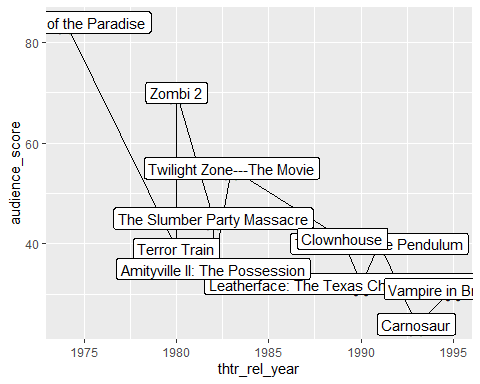 of the Paradise
80
Zombi 2
60
Twilight Zone---The Movie
The Slumber Party Massacre
Clownhouse
e Pendulum
40
Terror Train
Amityville II: The Possession
Leatherface: The Texas Ch
Vampire in Br
Carnosaur
1975
1980
1985
1990
1995
thtr_rel_year
audience_score